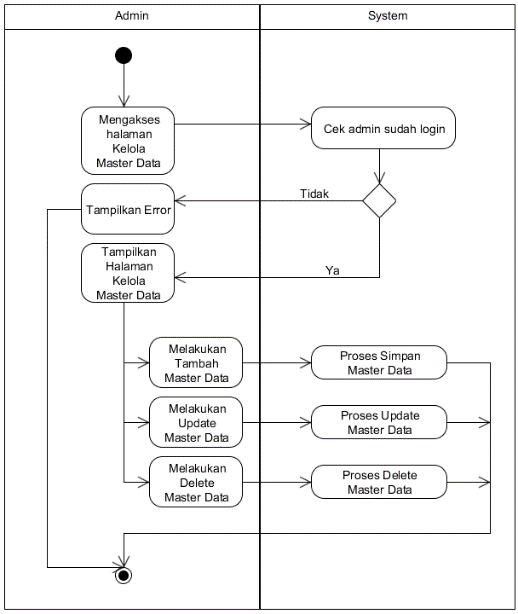 Admin
System
Mengakses
halaman
Kelola
Master Data
Cek admin sudah login
Tidak
Tampilkan Error
Tampilkan
Halaman
Kelola
Master Data
Ya
Melakukan
Tambah
Master Data
Proses Simpan
Master Data
Melakukan
Update
Master Data
Proses Update
Master Data
Melakukan
Delete
Master Data
Proses Delete
Master Data